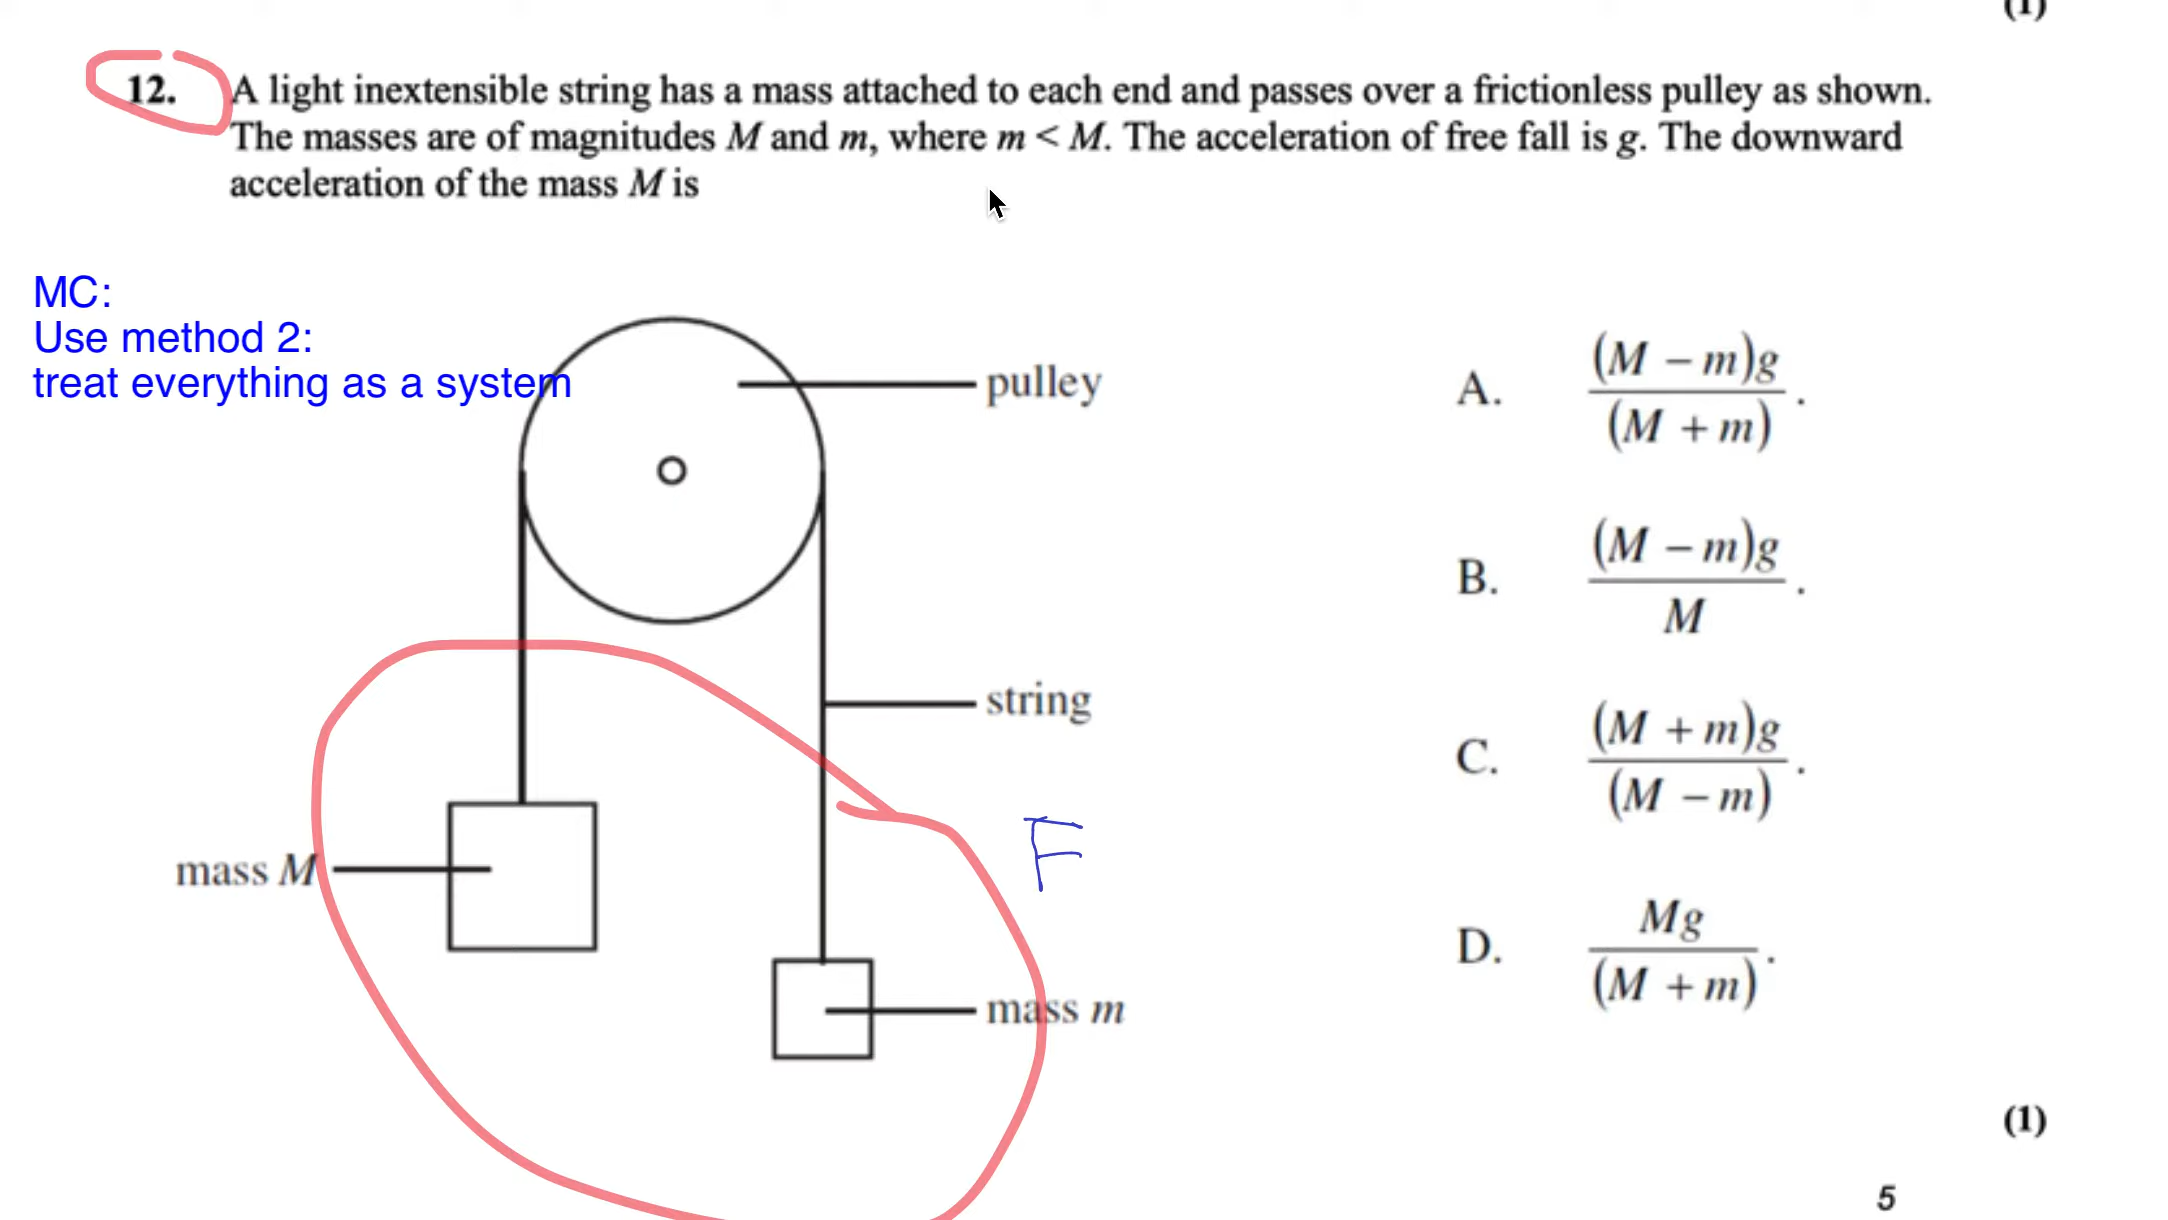 (1)
12. A light inextensible string has a mass attached to each end and passes over a frictionless pulley as shown.
The masses are of magnitudes M and m, where m < M. The acceleration of free fall is g. The downward
acceleration of the mass M is
MC:
Use method 2:
treat everything as a system
pulley
string
mass M
F
mass m
A. (M − m)g
(M + m) .
B. (M − m)g
M .
C. (M + m)g
(M − m) .
D. Mg
(M + m) .
(1)
5